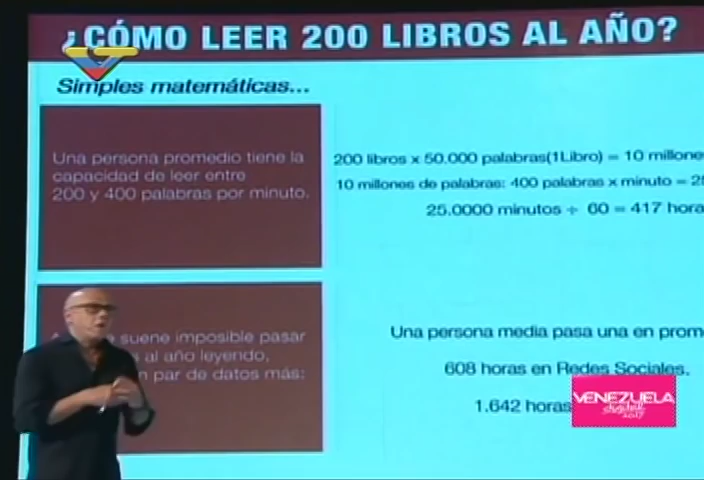 ¿CÓMO LEER 200 LIBROS AL AÑO?
Simples matemáticas...
Una persona promedio tiene la
capacidad de leer entre
200 y 400 palabras por minuto.
200 libros x 50.000 palabras(1Libro) = 10 millone
10 millones de palabras: 400 palabras x minuto = 25
25.0000 minutos ÷ 60 = 417 hora
suene imposible pasar
al año leyendo,
n par de datos más:
Una persona media pasa una en prom
608 horas en Redes Sociales.
1.642 horas
VENEZUELA
digital
2017